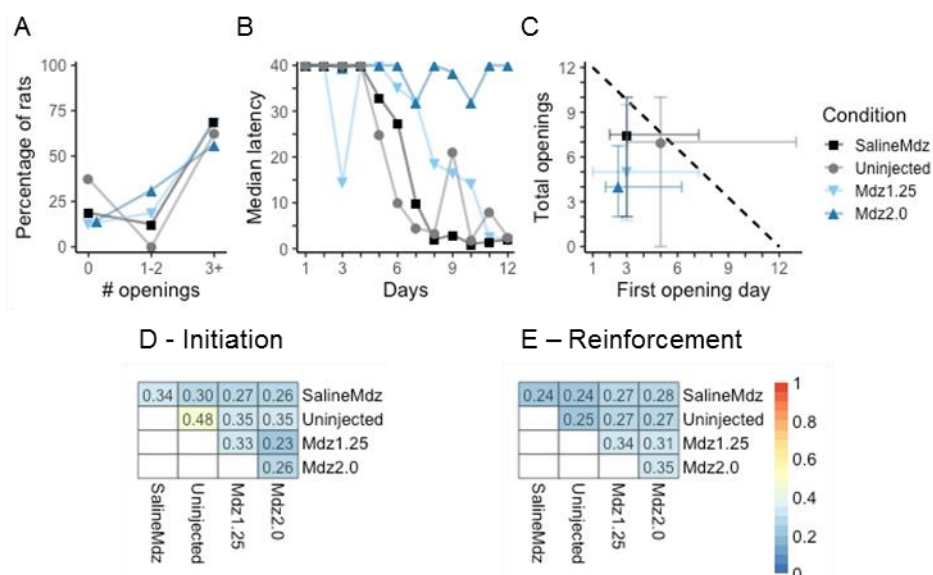 A
B
C
100
75
50
25
0
Percentage of rats
0
1-2
3+
# openings
40
30
20
10
0
Median latency
1
3
6
9
12
Days
12
9
6
3
0
Total openings
1
3
6
9
12
First opening day
Condition
SalineMdz
Uninjected
Mdz1.25
Mdz2.0
D - Initiation
0.34 0.30 0.27 0.26 SalineMdz
0.48 0.35 0.35 Uninjected
0.33 0.23 Mdz1.25
0.26 Mdz2.0
SalineMdz
Uninjected
Mdz1.25
Mdz2.0
E – Reinforcement
0.24 0.24 0.27 0.28 SalineMdz
0.25 0.27 0.27 Uninjected
0.34 0.31 Mdz1.25
0.35 Mdz2.0
SalineMdz
Uninjected
Mdz1.25
Mdz2.0
1
0.8
0.6
0.4
0.2
0